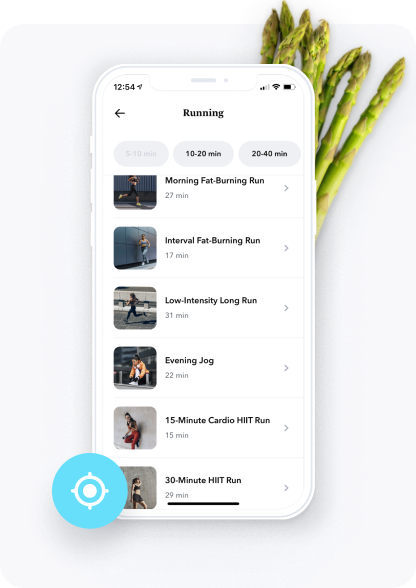 12:54
Running
5-10 min
10-20 min
20-40 min
Morning Fat-Burning Run
27 min
Interval Fat-Burning Run
17 min
Low-Intensity Long Run
31 min
Evening Jog
22 min
15-Minute Cardio HIIT Run
15 min
30-Minute HIIT Run
29 min